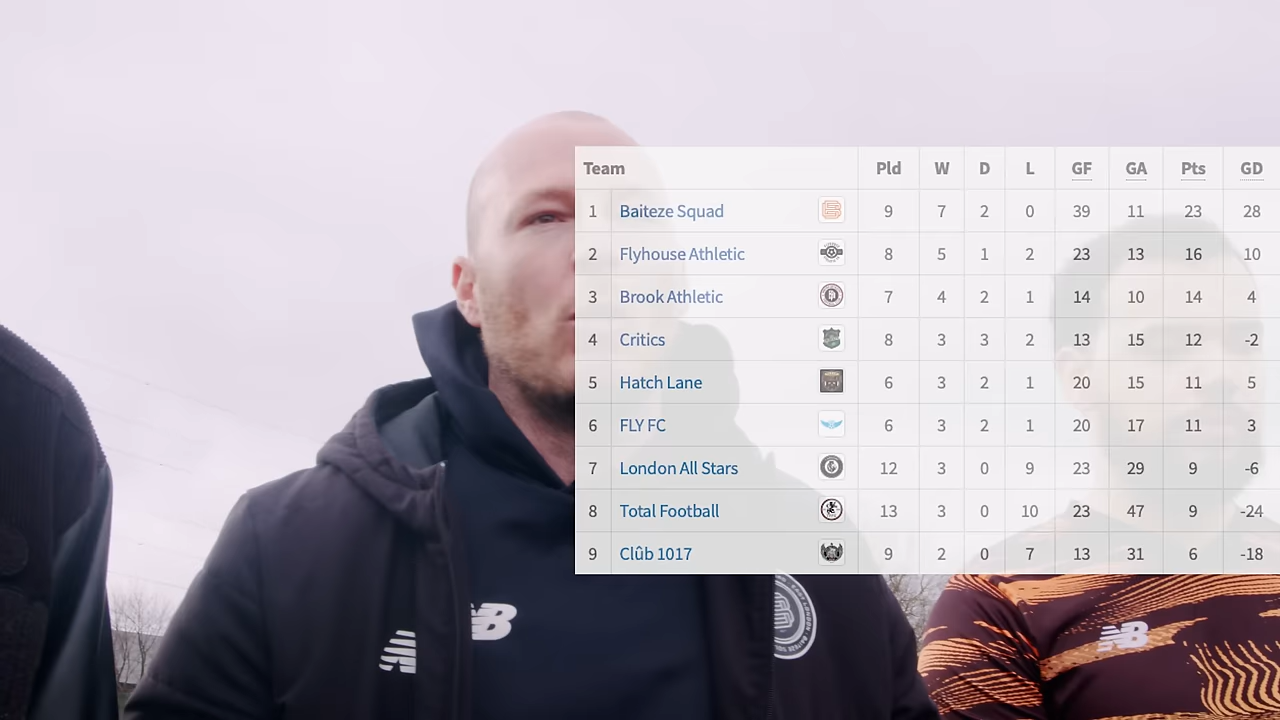 Team Pld W D L GF GA Pts GD
1 Baiteze Squad 9 7 2 0 39 11 23 28
2 Flyhouse Athletic 8 5 1 2 23 13 16 10
3 Brook Athletic 7 4 2 1 14 10 14 4
4 Critics 8 3 3 2 13 15 12 -2
5 Hatch Lane 6 3 2 1 20 15 11 5
6 FLY FC 6 3 2 1 20 17 11 3
7 London All Stars 12 3 0 9 23 29 9 -6
8 Total Football 13 3 0 10 23 47 9 -24
9 Clûb 1017 9 2 0 7 13 31 6 -18
NB
NB